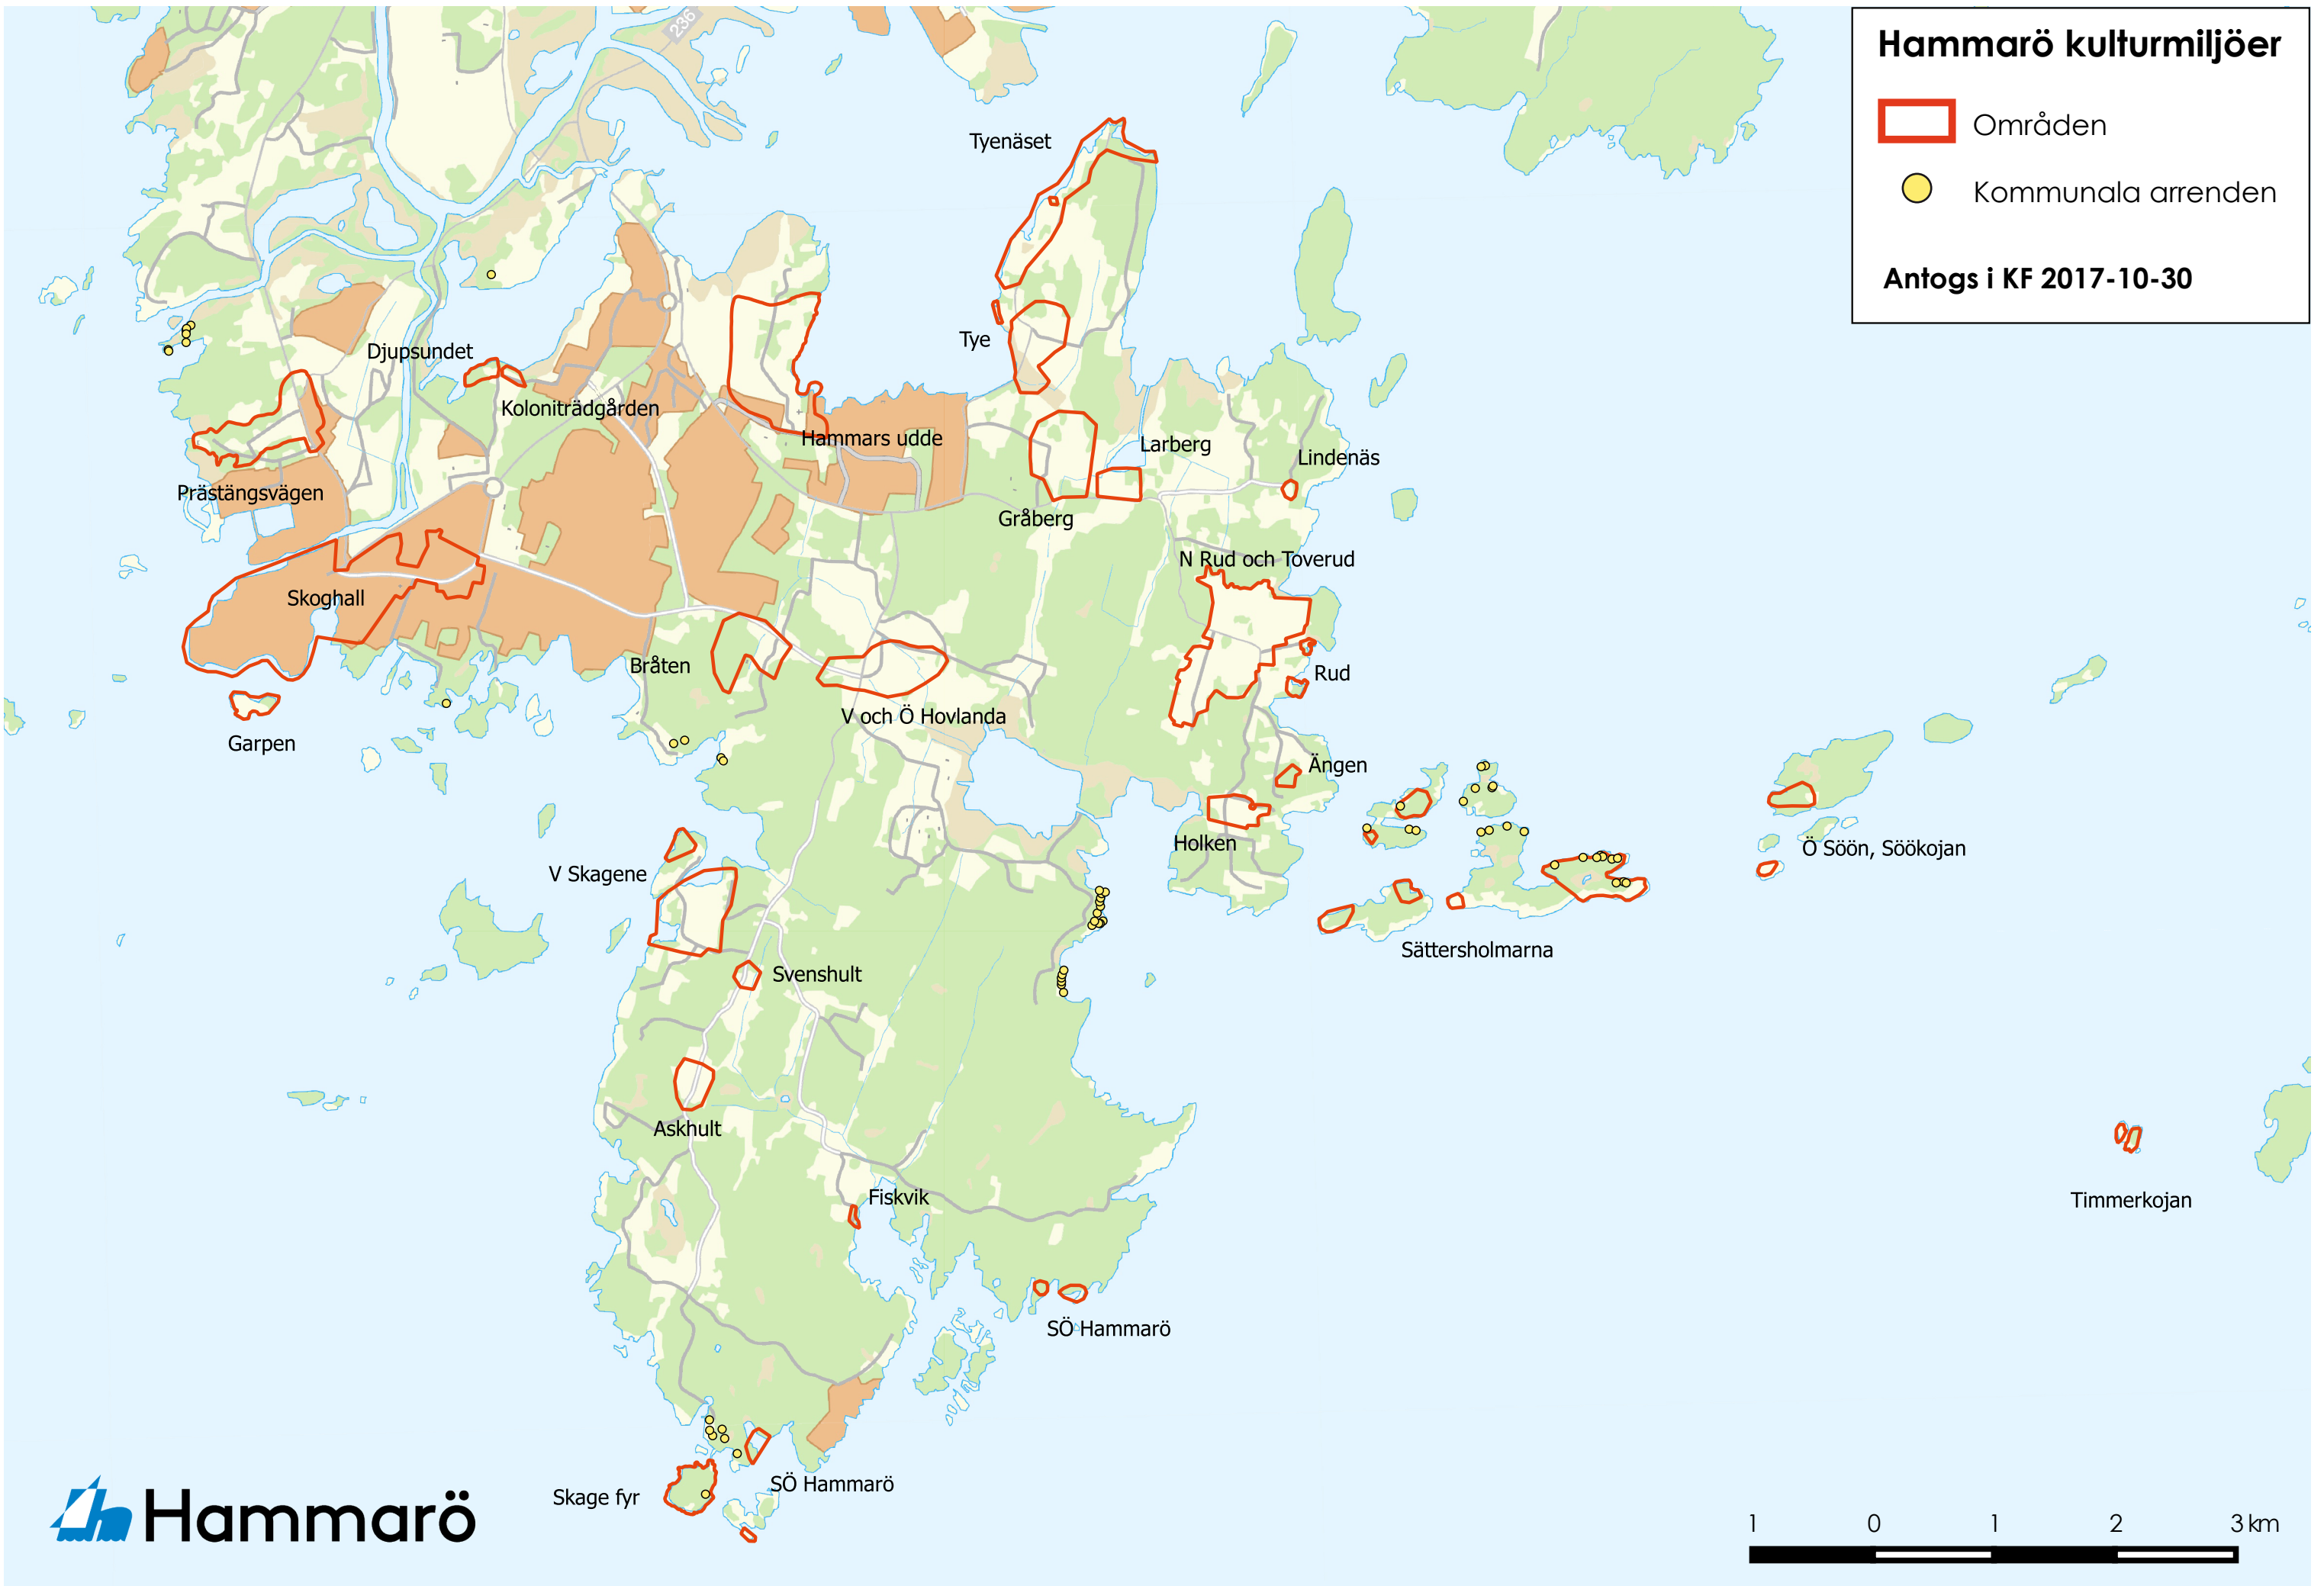 236
Hammarö kulturmiljöer
Områden
Kommunala arrenden
Antogs i KF 2017-10-30
Tyenäset
Tye
Djupsundet
Koloniträdgården
Hammars udde
Larberg
Lindenäs
Prästängsvägen
Gråberg
N Rud och Toverud
Skoghall
Bråten
Rud
V och Ö Hovlanda
Garpen
Ängen
Holken
Ö Söön, Söökojan
V Skagene
Sättersholmarna
Svenshult
Askhult
Fiskvik
Timmerkojan
SÖ Hammarö
SÖ Hammarö
Skage fyr
Hammarö
1 0 1 2 3 km